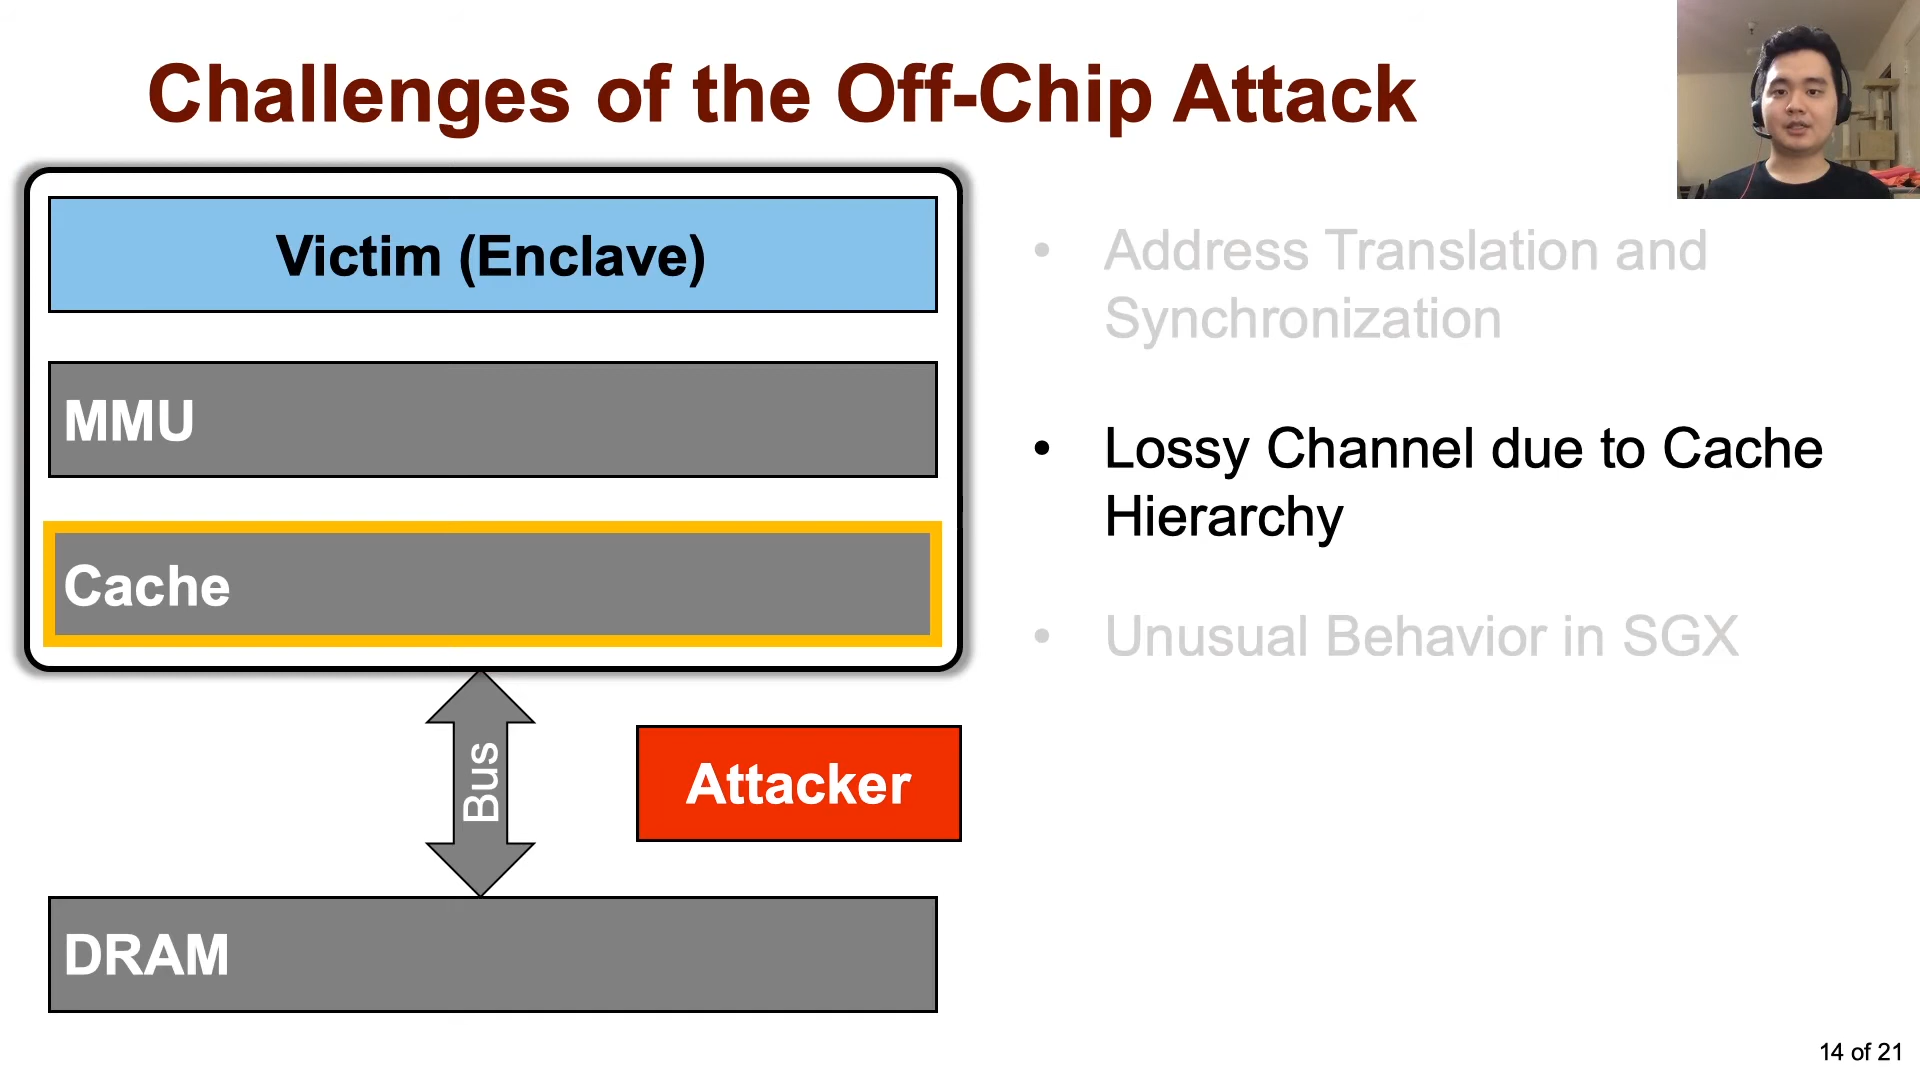 Challenges of the Off-Chip Attack
Victim (Enclave)
MMU
Cache
Bus
Attacker
DRAM
• Address Translation and
Synchronization
• Lossy Channel due to Cache
Hierarchy
• Unusual Behavior in SGX
14 of 21